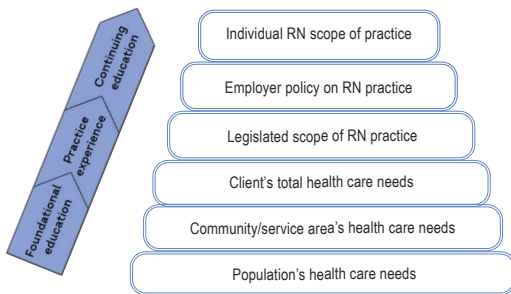 Continuing
education
Practice
experience
Foundational
education
Individual RN scope of practice
Employer policy on RN practice
Legislated scope of RN practice
Client's total health care needs
Community/service area's health care needs
Population's health care needs